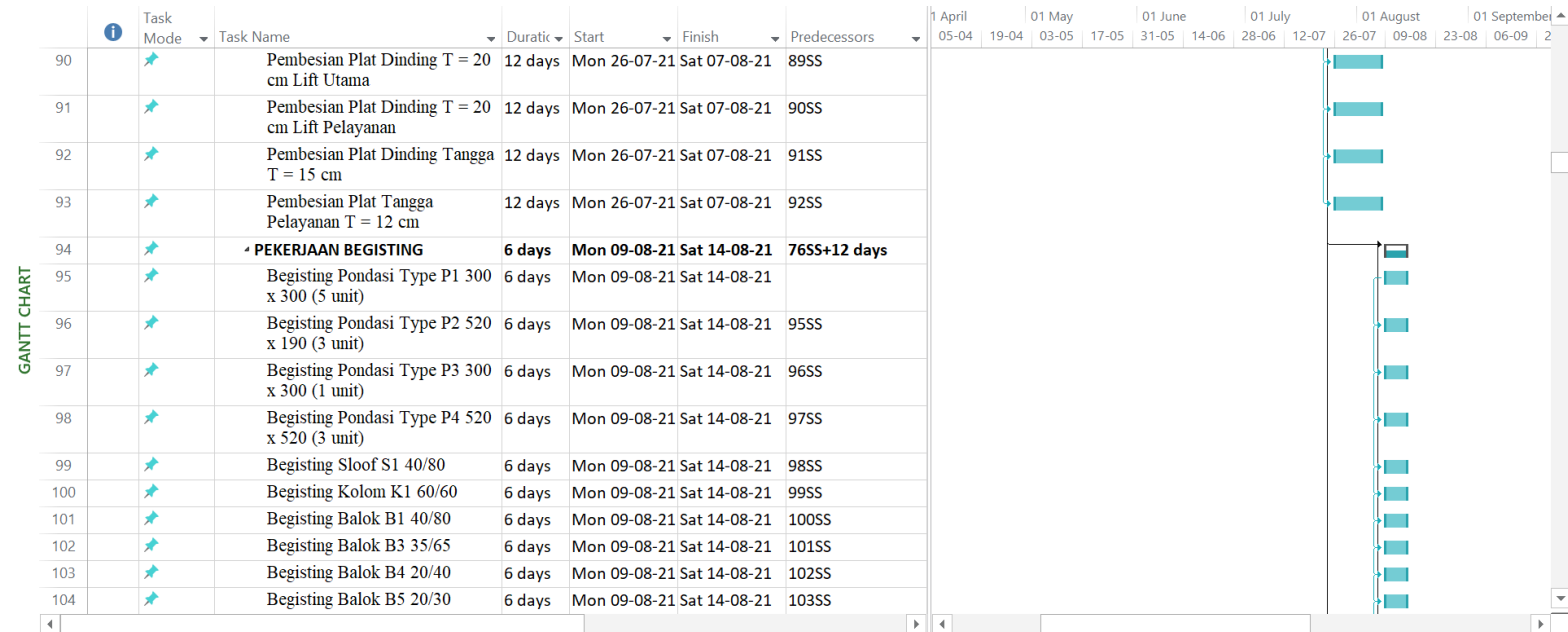 GANTT CHART
Task Mode Task Name Duratic Start Finish Predecessors
1 April 01 May 01 June 01 July 01 August 01 September
05-04 19-04 03-05 17-05 31-05 14-06 28-06 12-07 26-07 09-08 23-08 06-09 2
90 Pembesian Plat Dinding T = 20 12 days Mon 26-07-21 Sat 07-08-21 89SS
cm Lift Utama
91 Pembesian Plat Dinding T = 20 12 days Mon 26-07-21 Sat 07-08-21 90SS
cm Lift Pelayanan
92 Pembesian Plat Dinding Tangga 12 days Mon 26-07-21 Sat 07-08-21 91SS
T = 15 cm
93 Pembesian Plat Tangga 12 days Mon 26-07-21 Sat 07-08-21 92SS
Pelayanan T = 12 cm
94 PEKERJAAN BEGISTING 6 days Mon 09-08-21 Sat 14-08-21 76SS+12 days
95 Begisting Pondasi Type P1 300 6 days Mon 09-08-21 Sat 14-08-21
x 300 (5 unit)
96 Begisting Pondasi Type P2 520 6 days Mon 09-08-21 Sat 14-08-21 95SS
x 190 (3 unit)
97 Begisting Pondasi Type P3 300 6 days Mon 09-08-21 Sat 14-08-21 96SS
x 300 (1 unit)
98 Begisting Pondasi Type P4 520 6 days Mon 09-08-21 Sat 14-08-21 97SS
x 520 (3 unit)
99 Begisting Sloof S1 40/80 6 days Mon 09-08-21 Sat 14-08-21 98SS
100 Begisting Kolom K1 60/60 6 days Mon 09-08-21 Sat 14-08-21 99SS
101 Begisting Balok B1 40/80 6 days Mon 09-08-21 Sat 14-08-21 100SS
102 Begisting Balok B3 35/65 6 days Mon 09-08-21 Sat 14-08-21 101SS
103 Begisting Balok B4 20/40 6 days Mon 09-08-21 Sat 14-08-21 102SS
104 Begisting Balok B5 20/30 6 days Mon 09-08-21 Sat 14-08-21 103SS